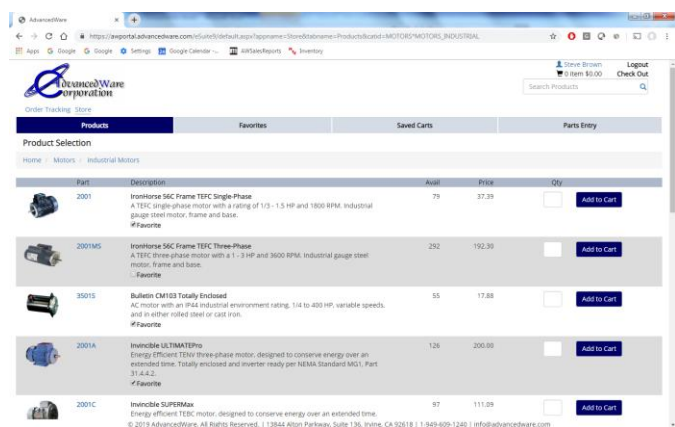 AdvancedWare
https://awportal.advancedware.com/eSuite9/default.aspx?appname=Store&tabname=Products&catid=MOTORS*MOTORS_INDUSTRIAL
Apps Google Google Settings Google Calendar -... AWSalesReports Inventory
AdvancedWare
Corporation
Steve Brown Logout
0 Item $0.00 Check Out
Search Products
Order Tracking Store
Products Favorites Saved Carts Parts Entry
Product Selection
Home / Motors / Industrial Motors
Part Description Avail Price Qty
2001 IronHorse 56C Frame TEFC Single-Phase 79 37.39 Add to Cart
A TEFC single-phase motor with a rating of 1/3 - 1.5 HP and 1800 RPM. Industrial
gauge steel motor, frame and base.
Favorite
2001MS IronHorse 56C Frame TEFC Three-Phase 292 192.30 Add to Cart
A TEFC three-phase motor with a 1 - 3 HP and 3600 RPM. Industrial gauge steel
motor, frame and base.
Favorite
3501S Bulletin CM103 Totally Enclosed 55 17.88 Add to Cart
AC motor with an IP44 industrial environment rating, 1/4 to 400 HP, variable speeds,
and in either rolled steel or cast iron.
Favorite
2001A Invincible ULTIMATEPro 126 200.00 Add to Cart
Energy Efficient TENV three-phase motor, designed to conserve energy over an
extended time. Totally enclosed and inverter ready per NEMA Standard MG1, Part
31.4.4.2.
Favorite
2001C Invincible SUPERMax 97 111.09 Add to Cart
Energy efficient TEBC motor, designed to conserve energy over an extended time.
© 2019 AdvancedWare. All Rights Reserved. | 13844 Alton Parkway, Suite 136, Irvine, CA 92618 | 1-949-609-1240 | info@advancedware.com